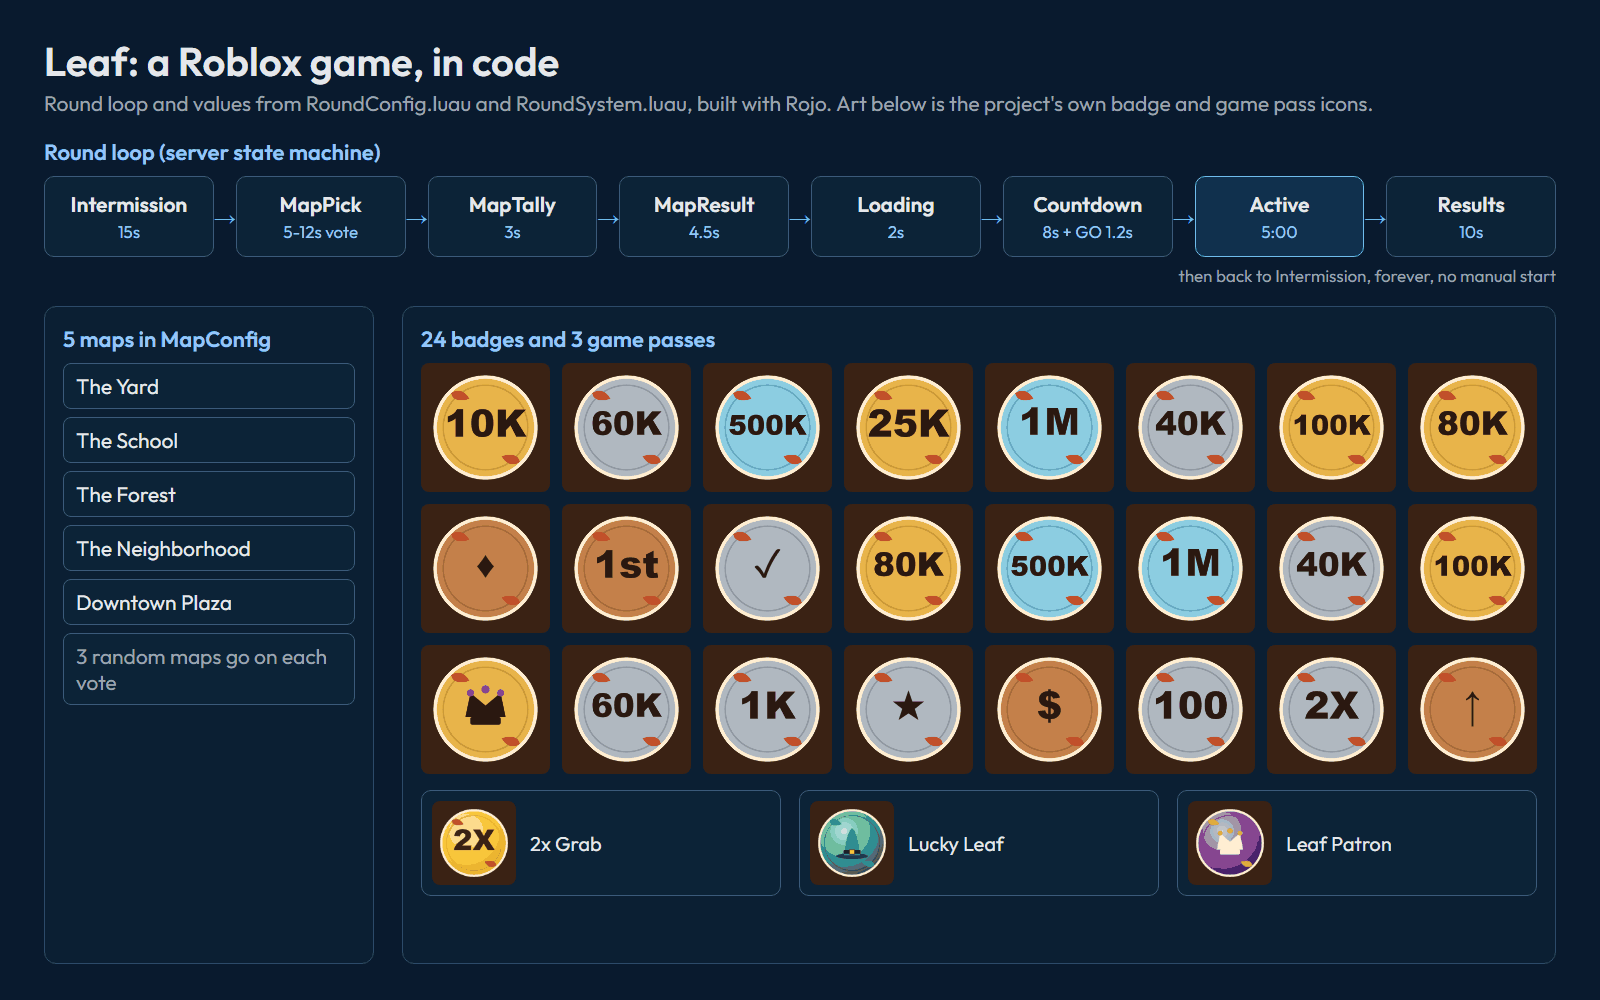 Leaf: a Roblox game, in code
Round loop and values from RoundConfig.luau and RoundSystem.luau, built with Rojo. Art below is the project's own badge and game pass icons.
Round loop (server state machine)
Intermission
15s
→
MapPick
5-12s vote
→
MapTally
3s
→
MapResult
4.5s
→
Loading
2s
→
Countdown
8s + GO 1.2s
→
Active
5:00
→
Results
10s
then back to Intermission, forever, no manual start
5 maps in MapConfig
The Yard
The School
The Forest
The Neighborhood
Downtown Plaza
3 random maps go on each
vote
24 badges and 3 game passes
10K
60K
500K
25K
1M
40K
100K
80K
♦
1st
✓
80K
500K
1M
40K
100K
60K
1K
★
$
100
2X
↑
2X
2x Grab
Lucky Leaf
Leaf Patron